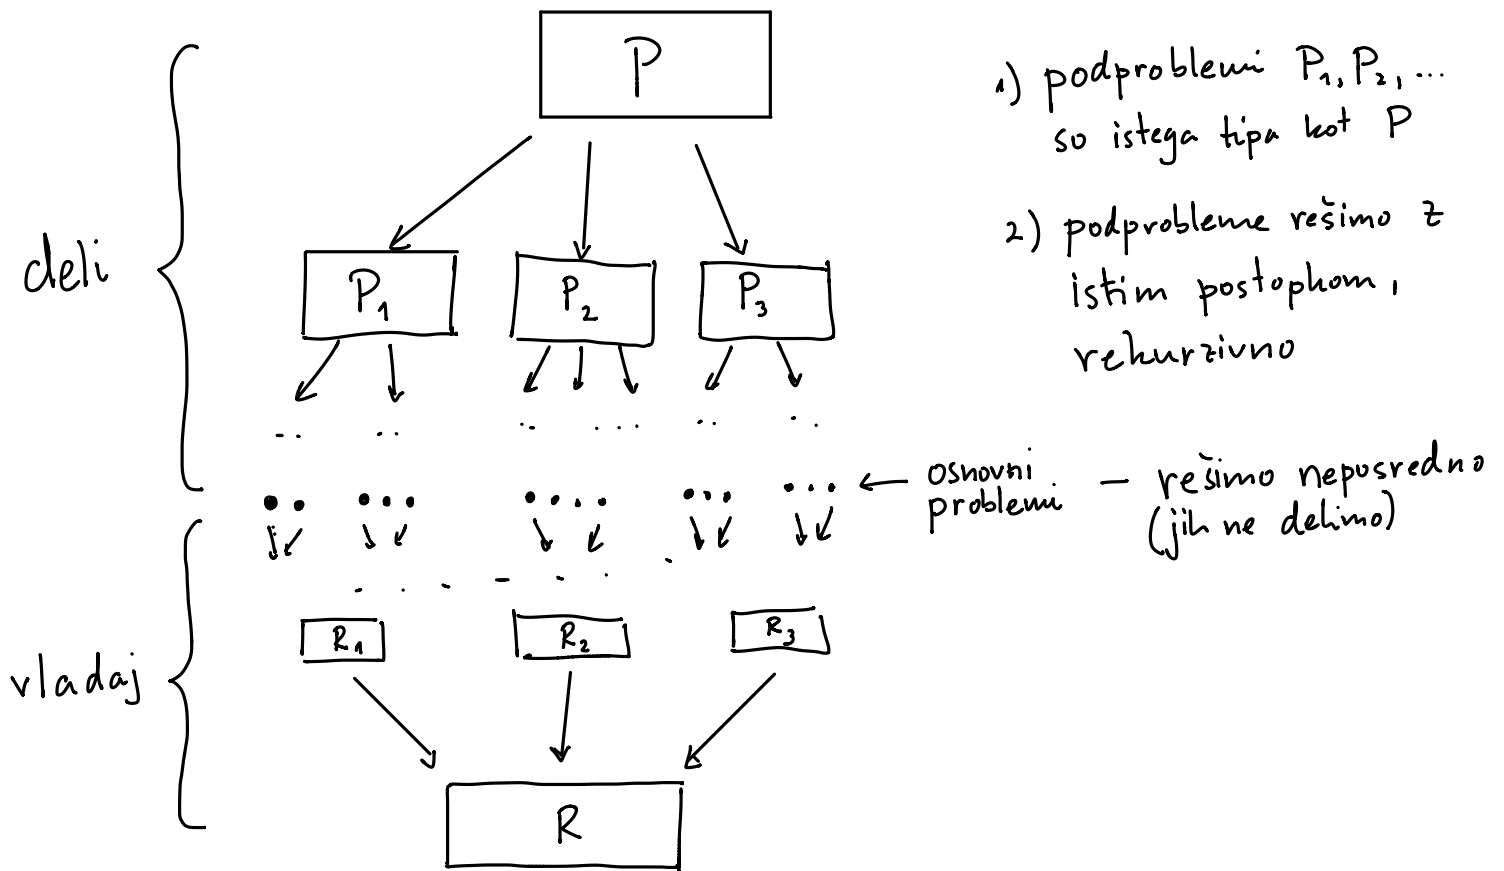 P
1) podproblemi P₁, P₂, ...
so istega tipa kot P
2) podprobleme rešimo z
istim postopkom,
rekurzivno
deli
P₁ P₂ P₃
osnovni
problemi
– rešimo neposredno
(jih ne delimo)
vladaj
R₁ R₂ R₃
R